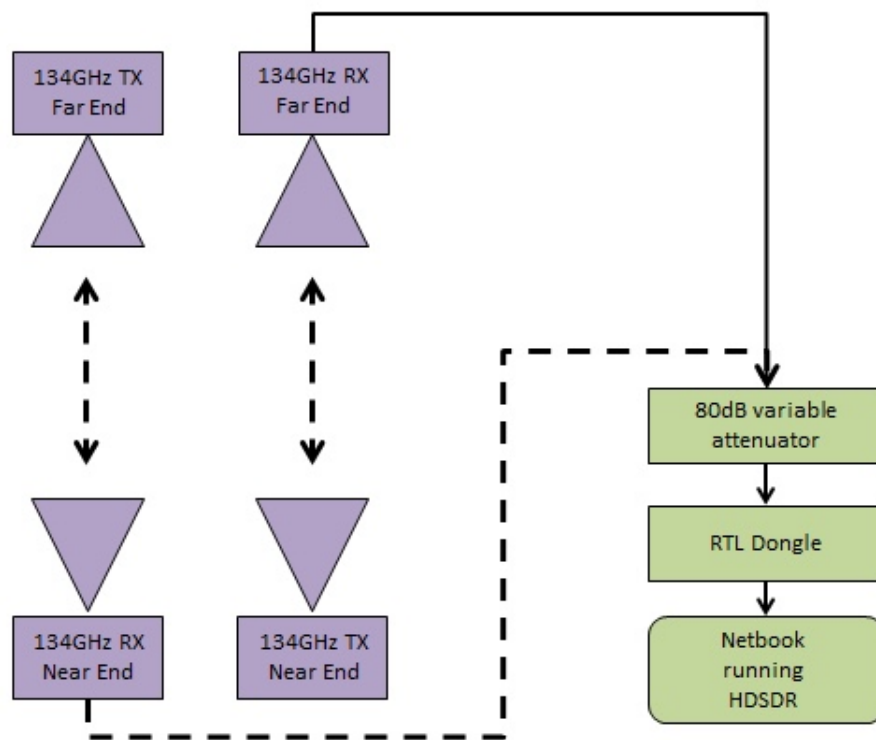 134GHz TX
Far End
134GHz RX
Far End
80dB variable
attenuator
RTL Dongle
134GHz RX
Near End
134GHz TX
Near End
Netbook
running
HDSDR